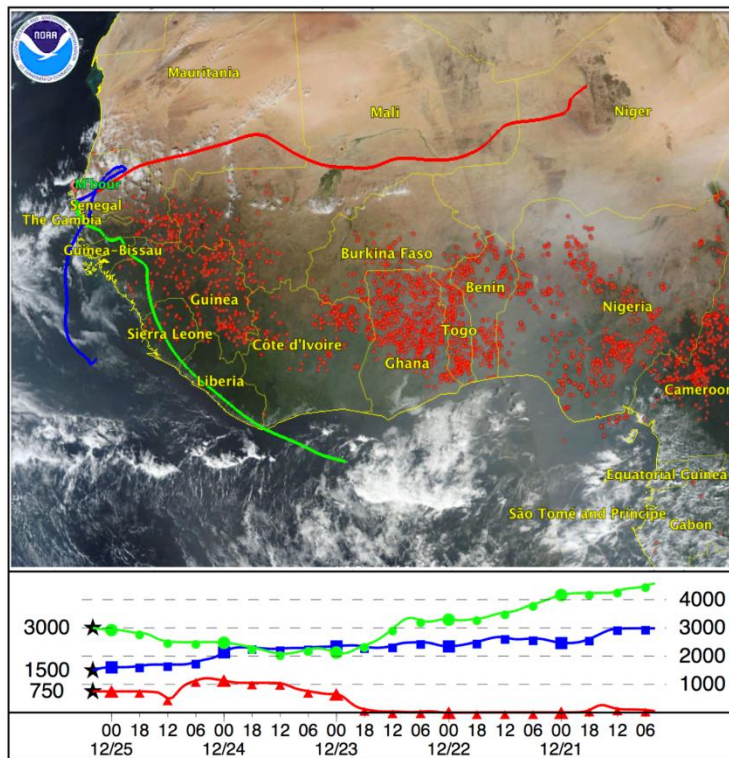 NOAA
Mauritania
Mali
Niger
M'bour
Senegal
The Gambia
Guinea-Bissau
Burkina Faso
Benin
Guinea
Nigeria
Sierra Leone
Côte d'Ivoire
Togo
Ghana
Liberia
Cameroon
Equatorial Guinea
São Tome and Principe
Gabon
4000
3000 3000
2000
1500
750 1000
00 18 12 06 00 18 12 06 00 18 12 06 00 18 12 06 00 18 12 06
12/25 12/24 12/23 12/22 12/21